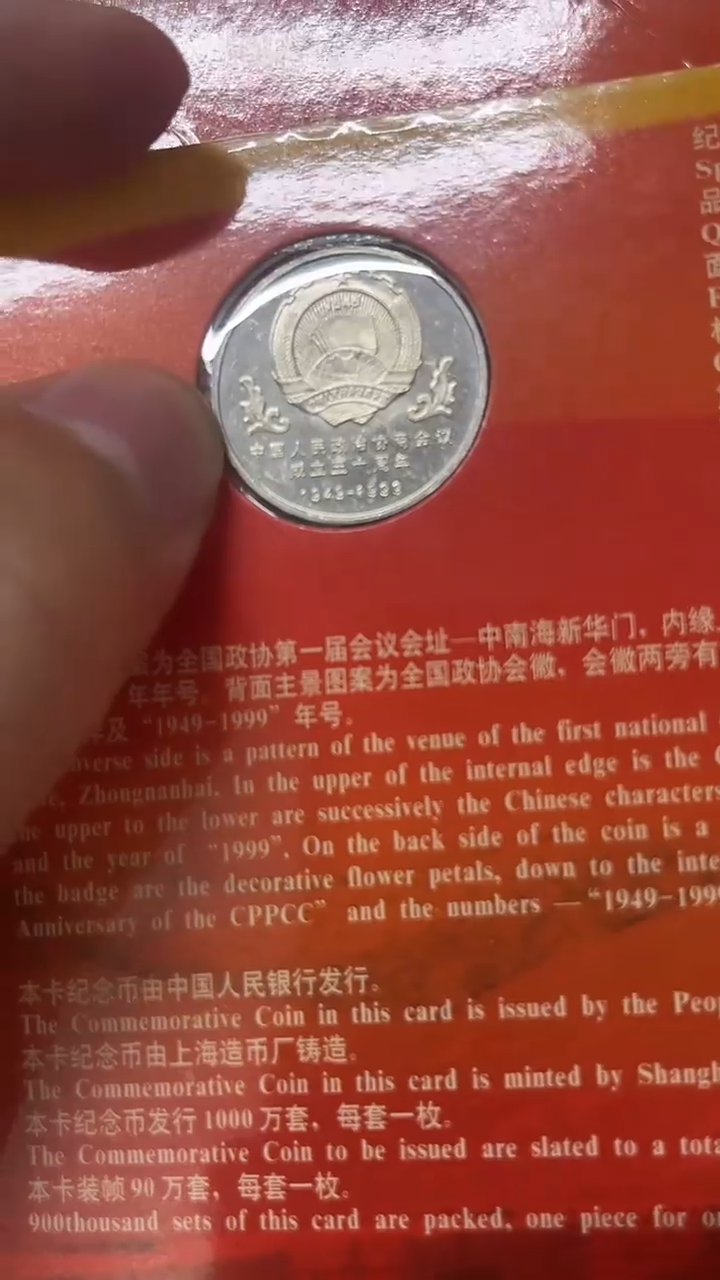 中国人民政治协商会议
成立五十周年
1949-1999
纪
品
Q
面
为全国政协第一届会议会址—中南海新华门，内缘
年年号。背面主景图案为全国政协会徽，会徽两旁有
年及“1949-1999”年号。
verse side is a pattern of the venue of the first national
Zhongnanhai. In the upper of the internal edge is the
upper to the lower are successively the Chinese characters
and the year of "1999". On the back side of the coin is a
the badge are the decorative flower petals, down to the inte
Anniversary of the CPPCC" and the numbers —"1949-199
本卡纪念币由中国人民银行发行。
The Commemorative Coin in this card is issued by the Peo
本卡纪念币由上海造币厂铸造。
The Commemorative Coin in this card is minted by Shangh
本卡纪念币发行1000万套，每套一枚。
The Commemorative Coin to be issued are slated to a tota
本卡装帧90万套，每套一枚。
900thousand sets of this card are packed, one piece for o